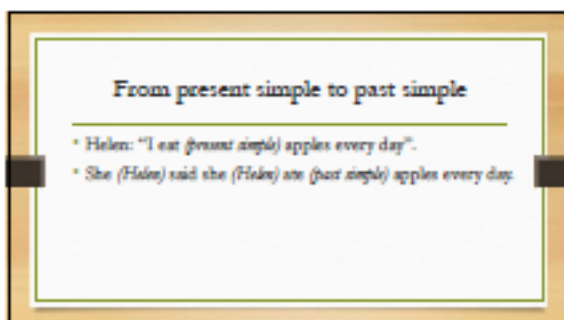 From present simple to past simple
• Helen: “I eat (present simple) apples every day”.
• She (Helen) said she (Helen) ate (past simple) apples every day.